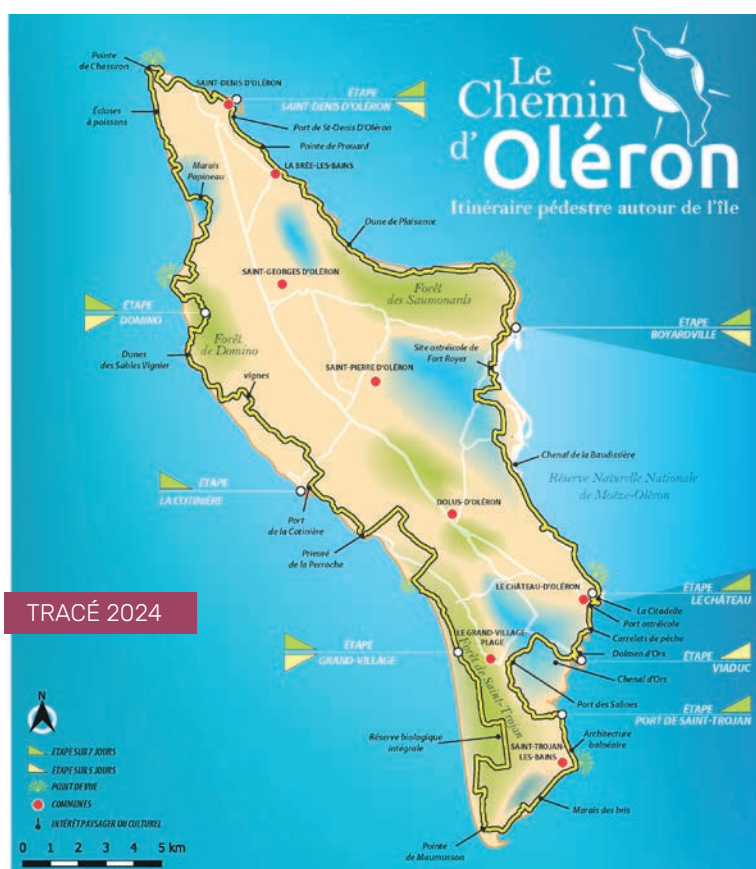 Le
Chemin
d'Oléron
Itinéraire pédestre autour de l'île
Pointe
de Chassiron
SAINT-DENIS D'OLÉRON
ÉTAPE
SAINT-DENIS D'OLÉRON
Écluses
à poissons
Port de St-Denis D'Oléron
Pointe de Prouard
Marais
Papineau
LA BRÉE-LES-BAINS
Dune de Plaisance
SAINT-GEORGES D'OLÉRON
Forêt
des Saumonards
ÉTAPE
DOMINO
Forêt
de Domino
ÉTAPE
BOYARDVILLE
Site ostréicole de
Fort Royer
Dunes
des Sables Vignier
vignes
SAINT-PIERRE D'OLÉRON
Chenal de la Baudissière
Réserve Naturelle Nationale
de Moëze-Oléron
ÉTAPE
LA COTINIÈRE
Port
de la Cotinière
DOLUS-D'OLÉRON
Prieuré
de la Perroche
LE CHÂTEAU-D'OLÉRON
ÉTAPE
LE CHÂTEAU
La Citadelle
Port ostréicole
Carrelets de pêche
TRACÉ 2024
LE GRAND-VILLAGE-
PLAGE
Dolmen d'Ors
ÉTAPE
VIADUC
ÉTAPE
GRAND-VILLAGE
Forêt de Saint-Trojan
Chenal d'Ors
Port des Salines
ÉTAPE
PORT DE SAINT-TROJAN
Réserve biologique
intégrale
SAINT-TROJAN-
LES-BAINS
Architecture
balnéaire
Marais des bris
Pointe
de Maumusson
N
ETAPE SUR 7 JOURS
ETAPE SUR 5 JOURS
POINT DE VUE
COMMUNES
INTÉRÊT PAYSAGER OU CULTUREL
0 1 2 3 4 5 km